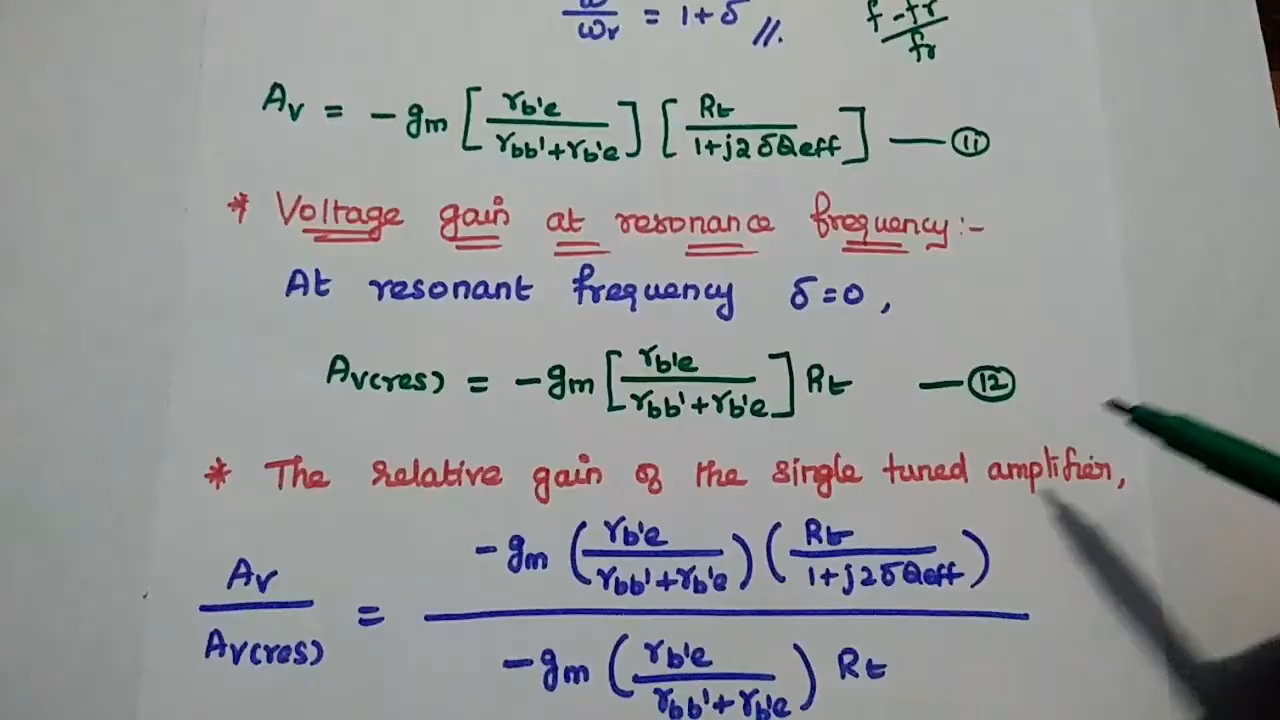 ω/ωr = 1+δ //. f-fr/fr
Av = -gm [rb'e/rbb'+rb'e] [Rt/1+j2δQeff] — ⑪
* Voltage gain at resonance frequency:-
At resonant frequency δ=0,
Av(res) = -gm [rb'e/rbb'+rb'e] Rt — ⑫
* The relative gain of the single tuned amplifier,
Av/Av(res) = -gm (rb'e/rbb'+rb'e) (Rt/1+j2δQeff) / -gm (rb'e/rbb'+rb'e) Rt